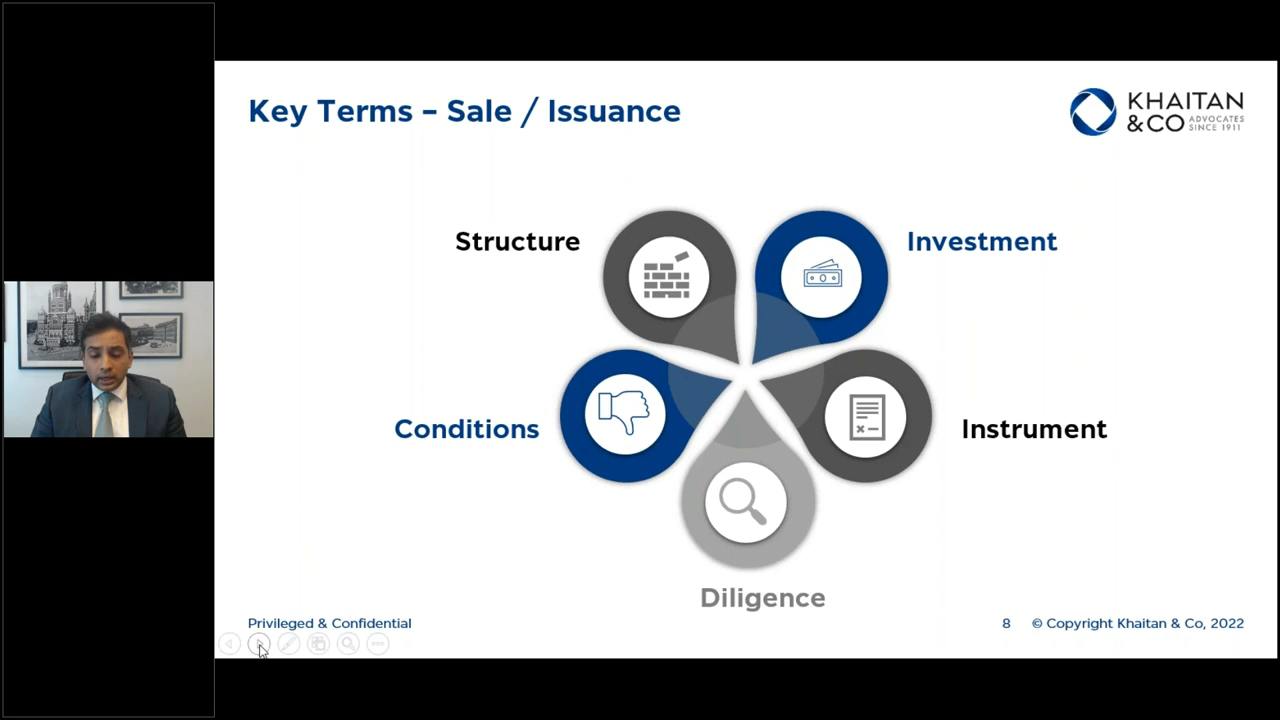 Key Terms – Sale / Issuance
KHAITAN
& CO ADVOCATES
SINCE 1911
Structure
Investment
Conditions
Instrument
Diligence
Privileged & Confidential
8
© Copyright Khaitan & Co, 2022